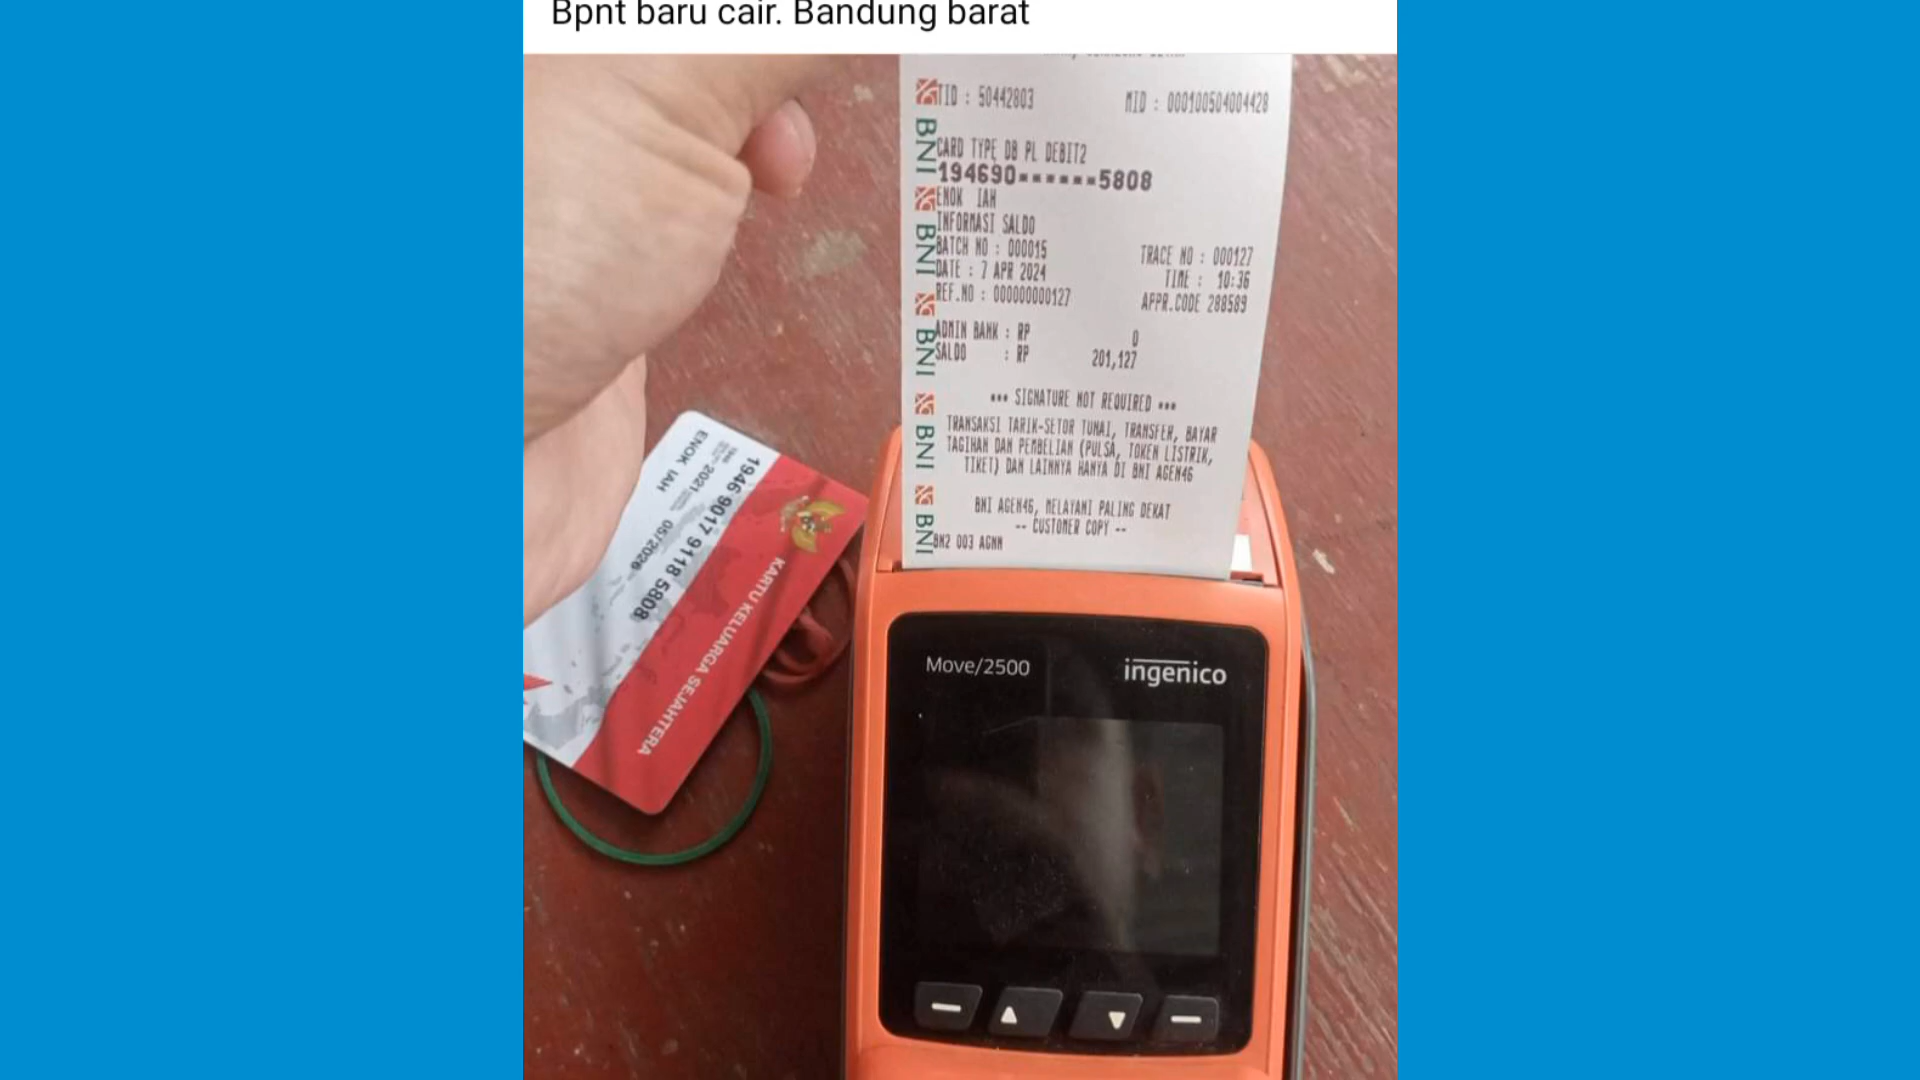 Bpnt baru cair. Bandung barat
TID : 50442803 MID : 000100504004428
CARD TYPE DB PL DEBIT2
194690******5808
ENOK IAH
INFORMASI SALDO
BATCH NO : 000015 TRACE NO : 000127
DATE : 7 APR 2024 TIME : 10:36
REF.NO : 000000000127 APPR.CODE 288589
ADMIN BANK : RP 0
SALDO : RP 201,127
*** SIGNATURE NOT REQUIRED ***
TRANSAKSI TARIK-SETOR TUNAI, TRANSFER, BAYAR
TAGIHAN DAN PEMBELIAN (PULSA, TOKEN LISTRIK,
TIKET) DAN LAINNYA HANYA DI BNI AGEN46
BNI AGEN46, MELAYANI PALING DEKAT
-- CUSTOMER COPY --
BN2 003 AGNN
BNI
BNI
BNI
BNI
BNI
KARTU KELUARGA SEJAHTERA
1946 9017 9118 5808
2021 05/2026
ENOK IAH
Move/2500 ingenico